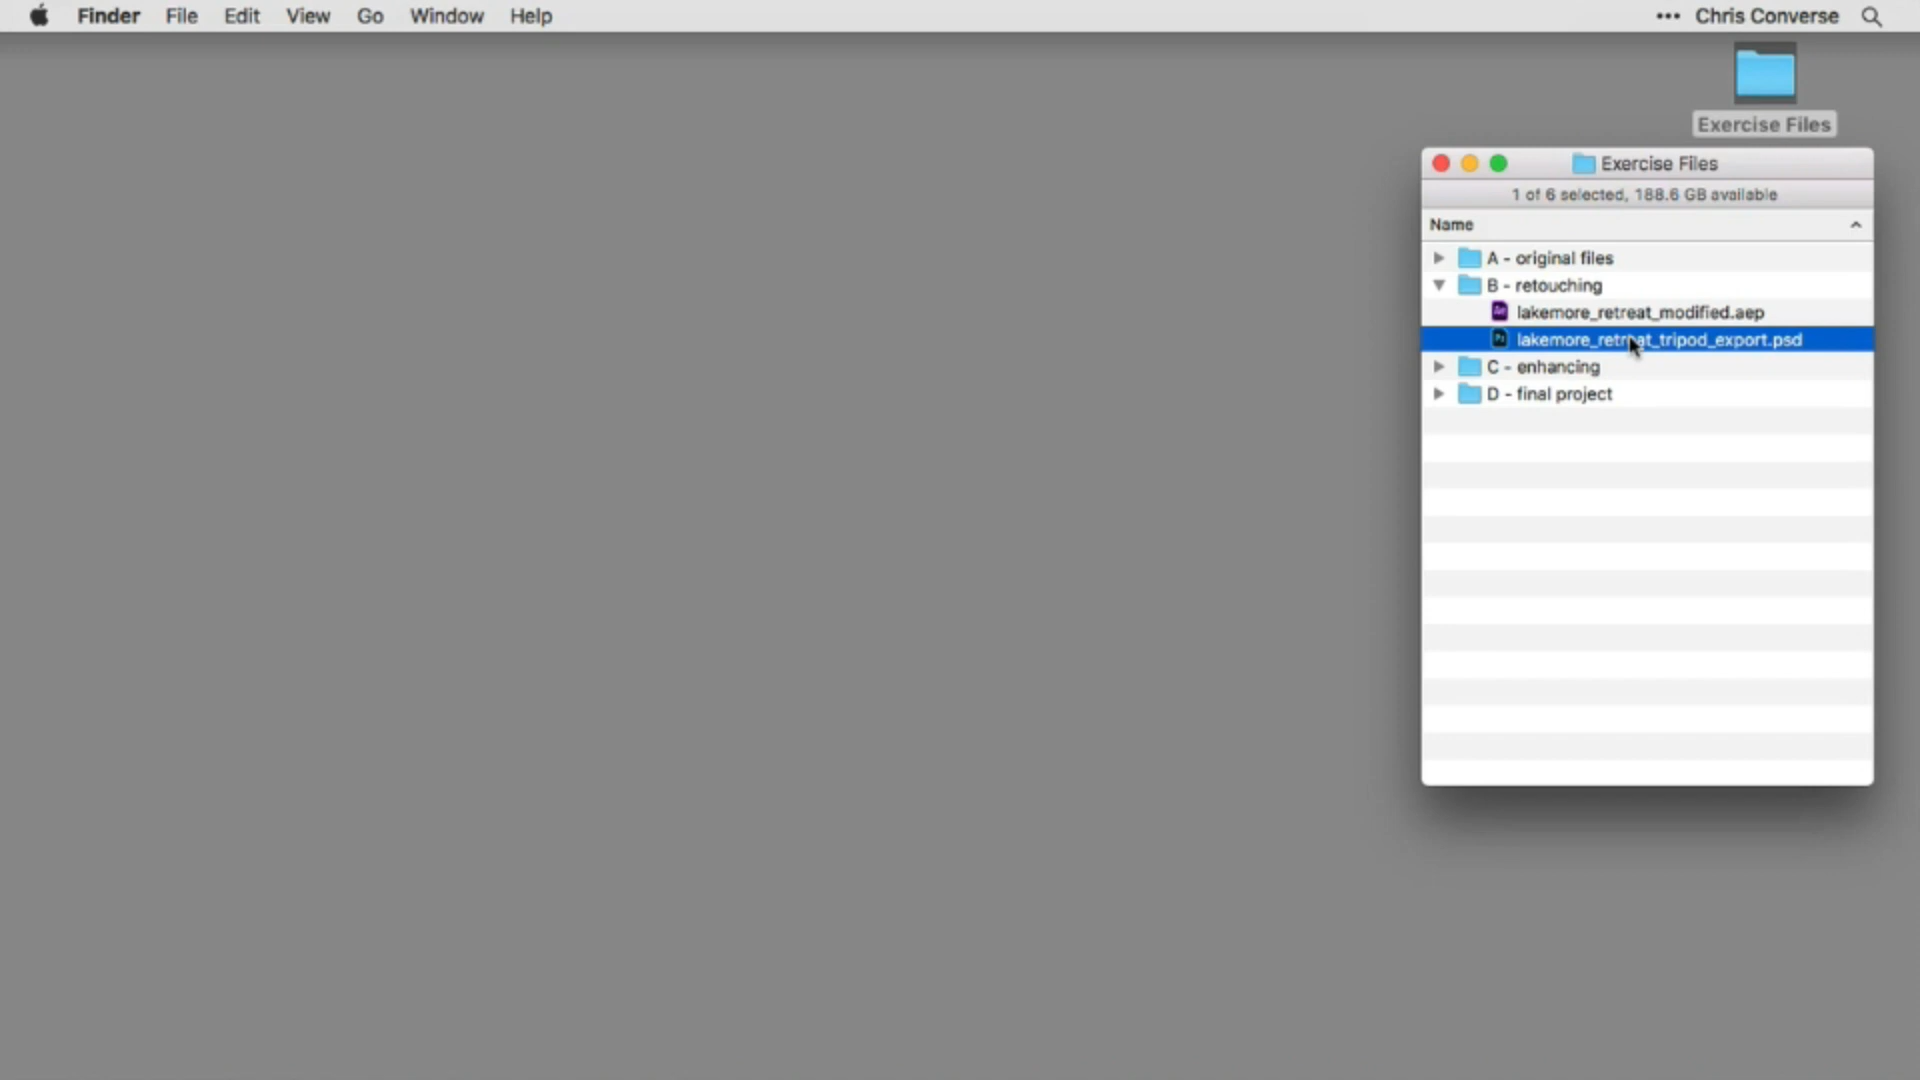 Finder File Edit View Go Window Help ••• Chris Converse
Exercise Files
Exercise Files
1 of 6 selected, 188.6 GB available
Name
A - original files
B - retouching
lakemore_retreat_modified.aep
lakemore_retreat_tripod_export.psd
C - enhancing
D - final project